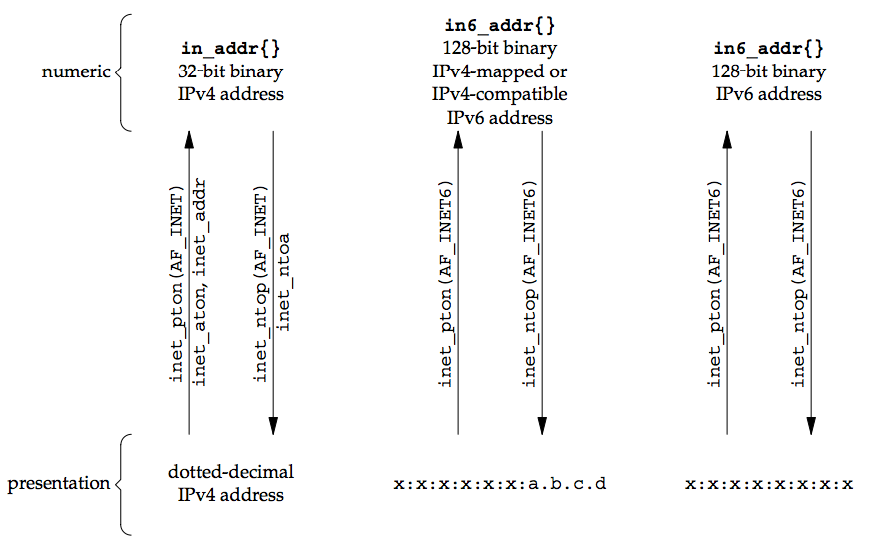 numeric
in_addr{}
32-bit binary
IPv4 address
in6_addr{}
128-bit binary
IPv4-mapped or
IPv4-compatible
IPv6 address
in6_addr{}
128-bit binary
IPv6 address
inet_pton(AF_INET)
inet_aton, inet_addr
inet_ntop(AF_INET)
inet_ntoa
inet_pton(AF_INET6)
inet_ntop(AF_INET6)
inet_pton(AF_INET6)
inet_ntop(AF_INET6)
presentation
dotted-decimal
IPv4 address
x:x:x:x:x:x:a.b.c.d
x:x:x:x:x:x:x:x